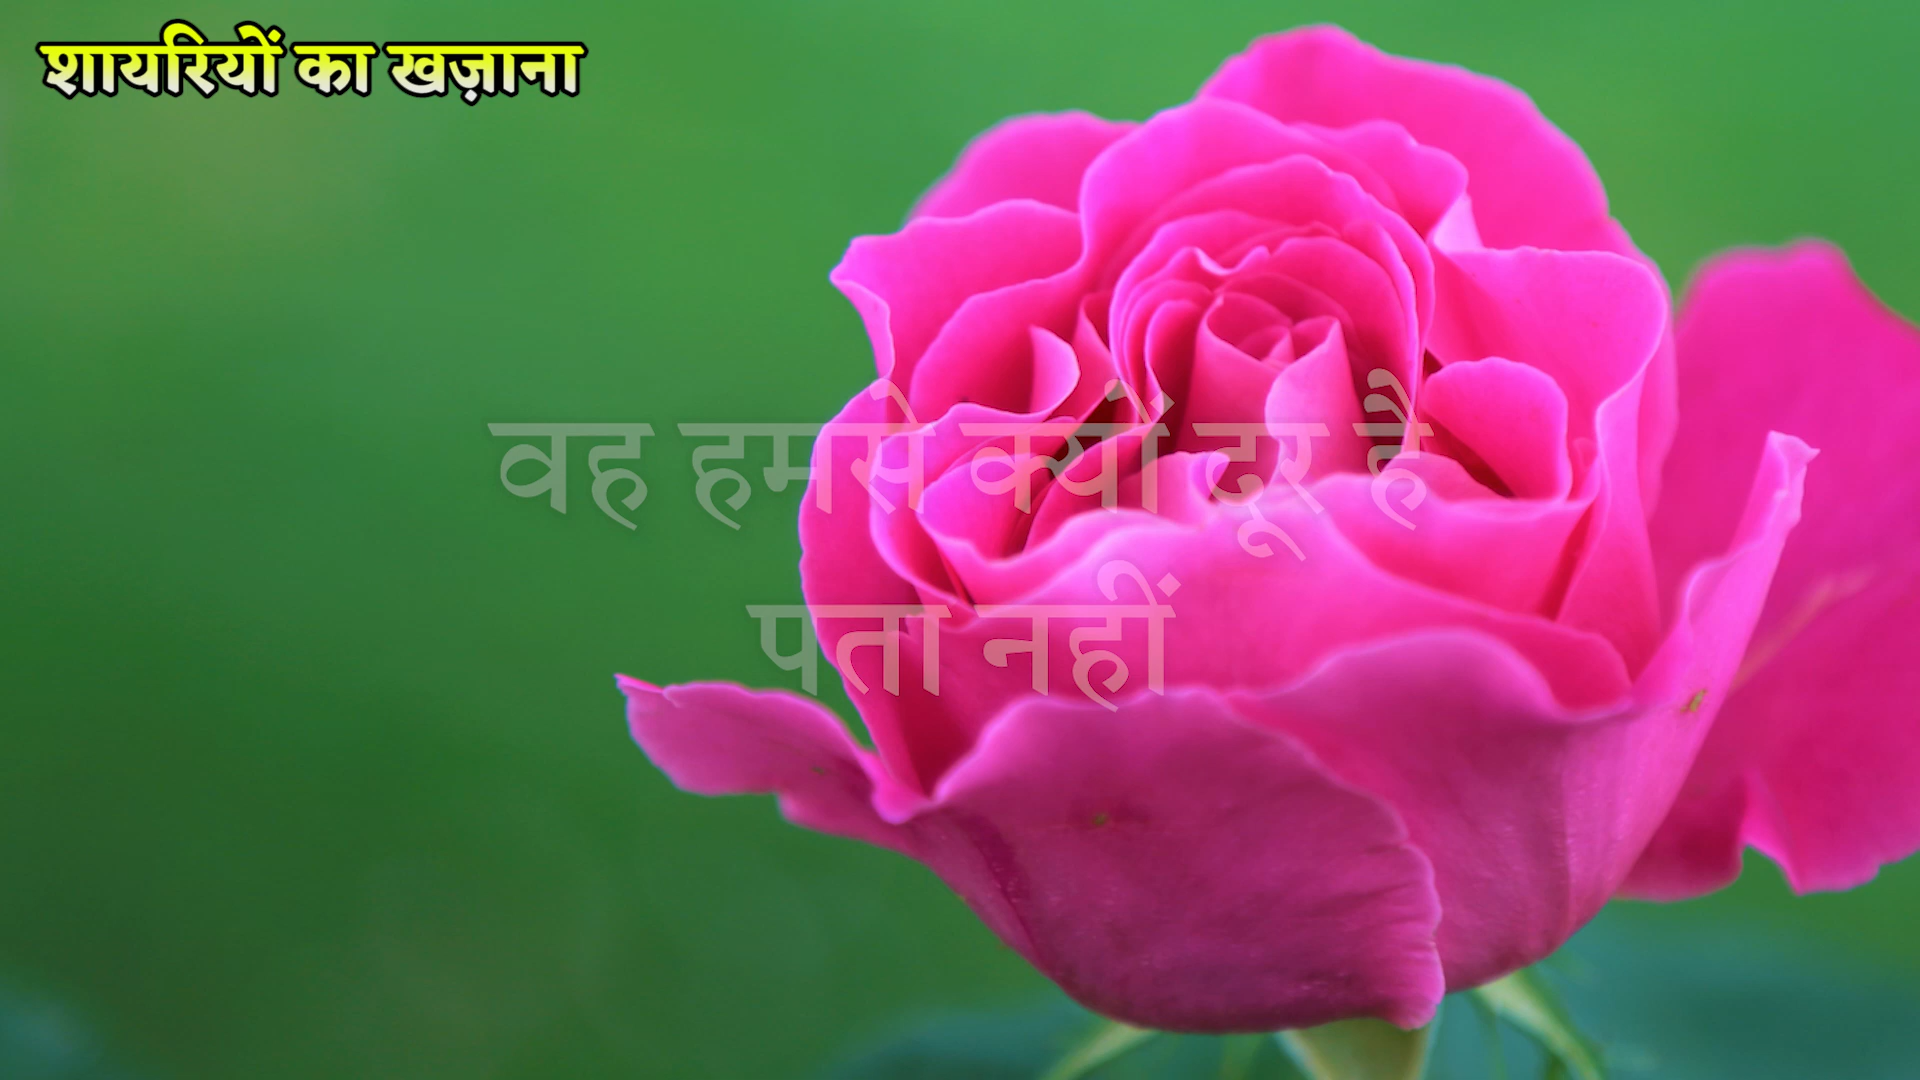 शायरियों का खज़ाना
वह हमसे क्यों दूर है
पता नहीं